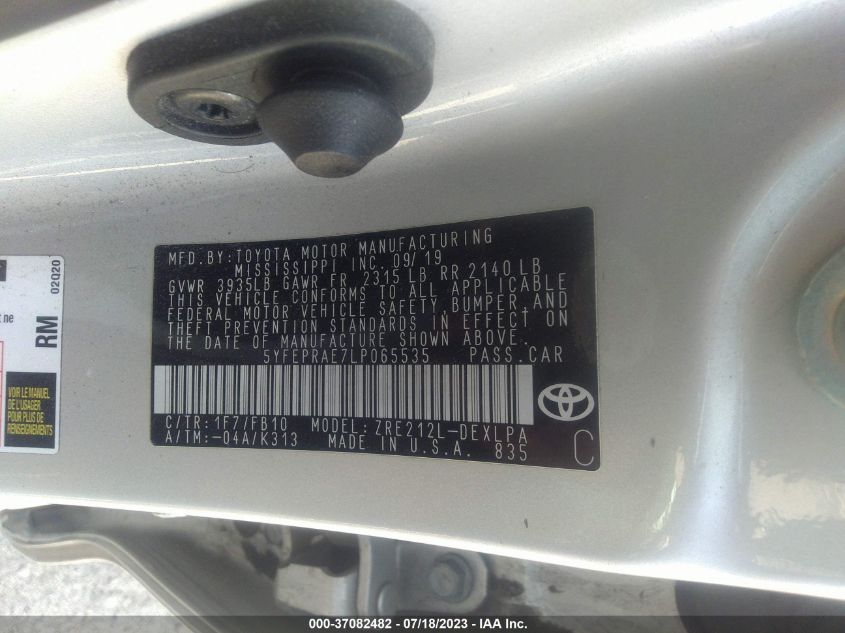 MFD.BY:TOYOTA MOTOR MANUFACTURING
MISSISSIPPI INC. 09/19
GVWR 3935LB GAWR FR 2315 LB RR 2140 LB
THIS VEHICLE CONFORMS TO ALL APPLICABLE
FEDERAL MOTOR VEHICLE SAFETY, BUMPER, AND
THEFT PREVENTION STANDARDS IN EFFECT ON
THE DATE OF MANUFACTURE SHOWN ABOVE.
5YFEPRAE7LP065535 PASS.CAR
C/TR: 1F7/FB10 MODEL: ZRE212L-DEXLPA
A/TM:-04A/K313 MADE IN U.S.A. 835
C
02Q20
RM
t ne
VOIR LE MANUEL
DE L'USAGER
POUR PLUS DE
RENSEIGNEMENTS
000-37082482 - 07/18/2023 - IAA Inc.